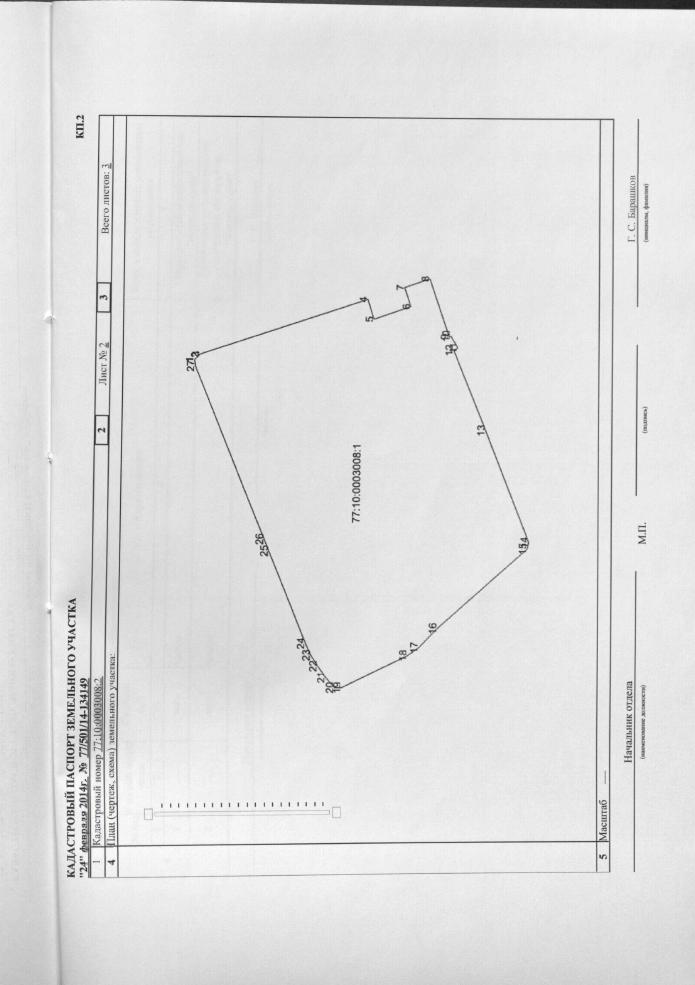 КП.2
КАДАСТРОВЫЙ ПАСПОРТ ЗЕМЕЛЬНОГО УЧАСТКА
"24" февраля 2014г. № 77/501/14-134149
1 Кадастровый номер 77:10:0003008:2 2 Лист № 2 3 Всего листов: 3
4 План (чертеж, схема) земельного участка:
27 1 3
4
5
6
7
8
10
12
13
14
15
16
17
18
19
20
21
22
23
24
25
26
77:10:0003008:1
5 Масштаб —
Начальник отдела Г. С. Барашков
(наименование должности) М.П. (подпись) (инициалы, фамилия)